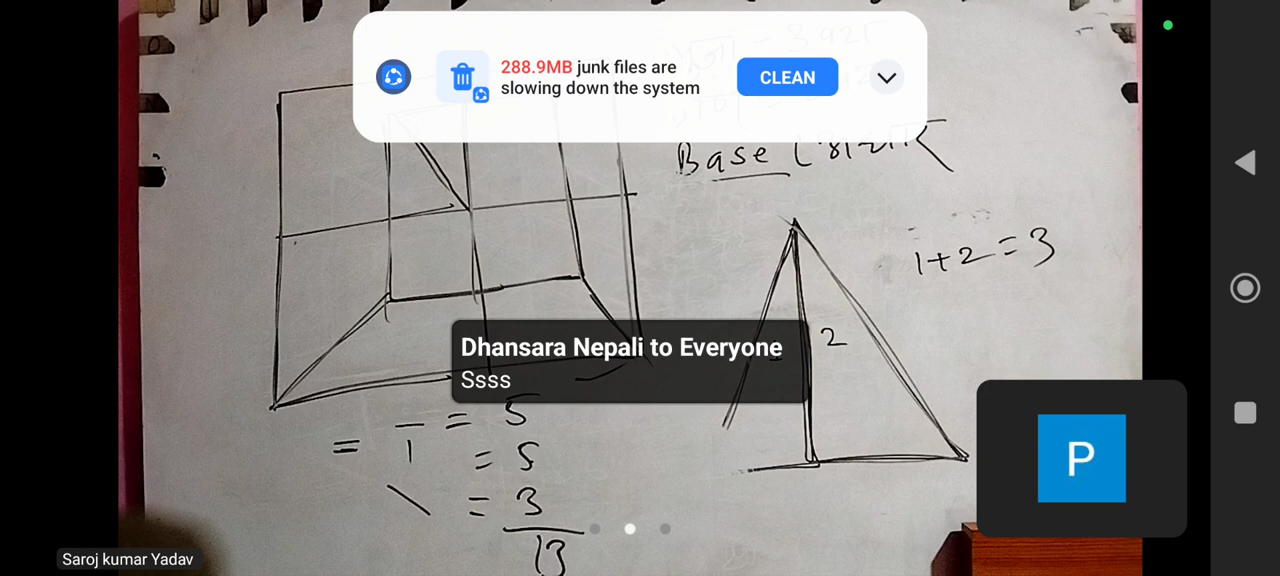 288.9MB junk files are
slowing down the system
CLEAN
Base
1+2=3
2
Dhansara Nepali to Everyone
Ssss
= 5
1 = 5
\ = 3
13
P
Saroj kumar Yadav